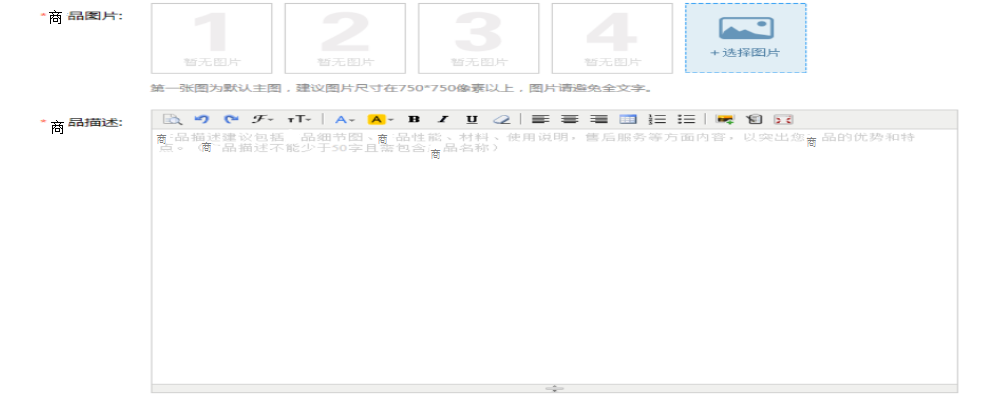 *商品图片:
1 2 3 4
暂无图片 暂无图片 暂无图片 暂无图片 +选择图片
第一张图为默认主图，建议图片尺寸在750*750像素以上，图片请避免全文字。
*商品描述:
F TT A A B I U
商品描述建议包括 品细节图、商品性能、材料、使用说明，售后服务等方面内容，以突出您商品的优势和特
点。（商品描述不能少于50字且需包含商品名称）